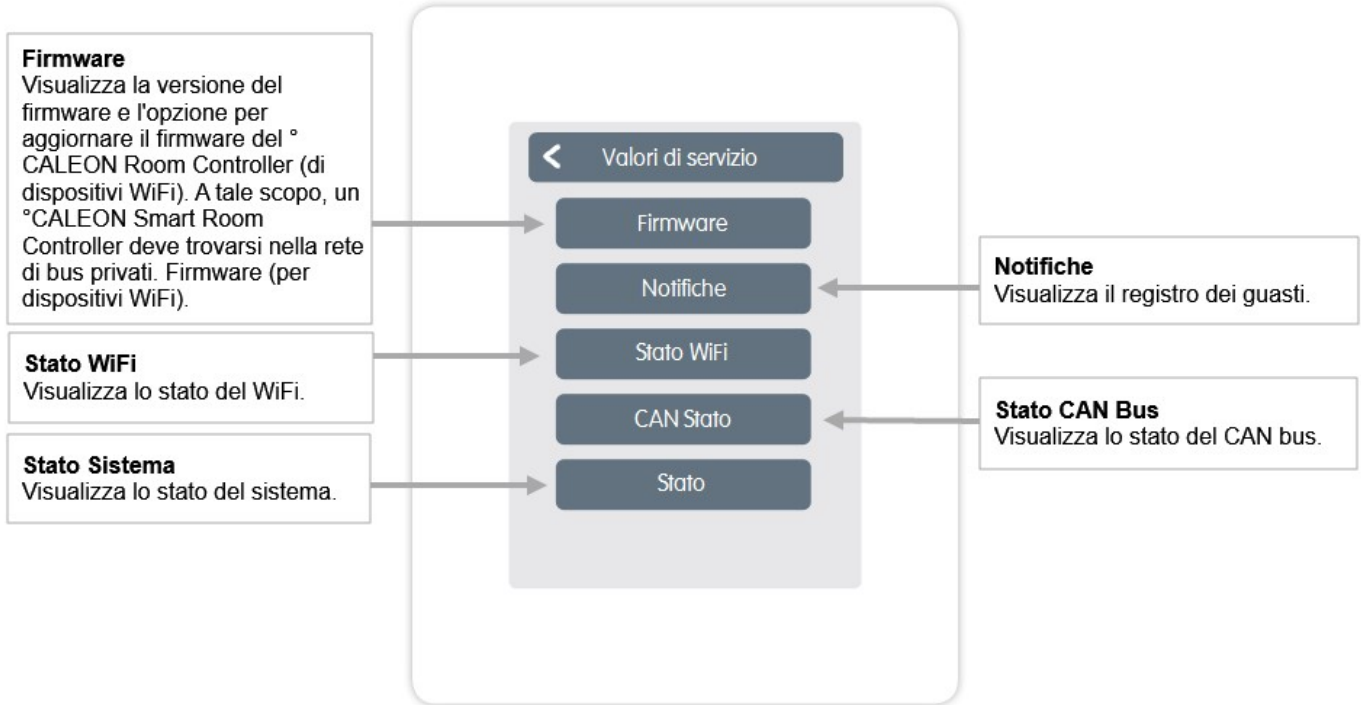 Firmware
Visualizza la versione del
firmware e l'opzione per
aggiornare il firmware del °
CALEON Room Controller (di
dispositivi WiFi). A tale scopo, un
°CALEON Smart Room
Controller deve trovarsi nella rete
di bus privati. Firmware (per
dispositivi WiFi).
Stato WiFi
Visualizza lo stato del WiFi.
Stato Sistema
Visualizza lo stato del sistema.
Valori di servizio
Firmware
Notifiche
Stato WiFi
CAN Stato
Stato
Notifiche
Visualizza il registro dei guasti.
Stato CAN Bus
Visualizza lo stato del CAN bus.